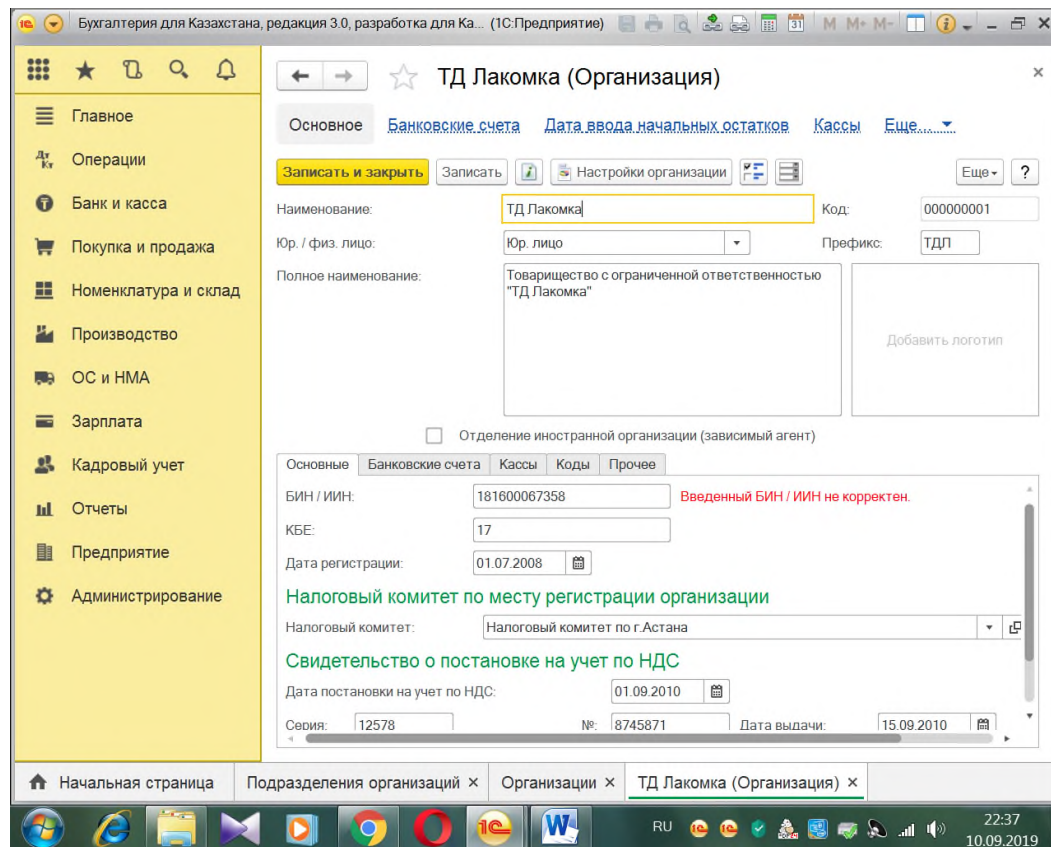 Бухгалтерия для Казахстана, редакция 3.0, разработка для Ка... (1С:Предприятие) M M+ M-
ТД Лакомка (Организация)
Главное
Операции
Банк и касса
Покупка и продажа
Номенклатура и склад
Производство
ОС и НМА
Зарплата
Кадровый учет
Отчеты
Предприятие
Администрирование
Основное Банковские счета Дата ввода начальных остатков Кассы Еще...
Записать и закрыть Записать Настройки организации Еще ?
Наименование: ТД Лакомка Код: 000000001
Юр. / физ. лицо: Юр. лицо Префикс: ТДЛ
Полное наименование: Товарищество с ограниченной ответственностью
"ТД Лакомка"
Добавить логотип
Отделение иностранной организации (зависимый агент)
Основные Банковские счета Кассы Коды Прочее
БИН / ИИН: 181600067358 Введенный БИН / ИИН не корректен.
КБЕ: 17
Дата регистрации: 01.07.2008
Налоговый комитет по месту регистрации организации
Налоговый комитет: Налоговый комитет по г.Астана
Свидетельство о постановке на учет по НДС
Дата постановки на учет по НДС: 01.09.2010
Серия: 12578 №: 8745871 Дата выдачи: 15.09.2010
Начальная страница Подразделения организаций × Организации × ТД Лакомка (Организация) ×
RU 22:37
10.09.2019